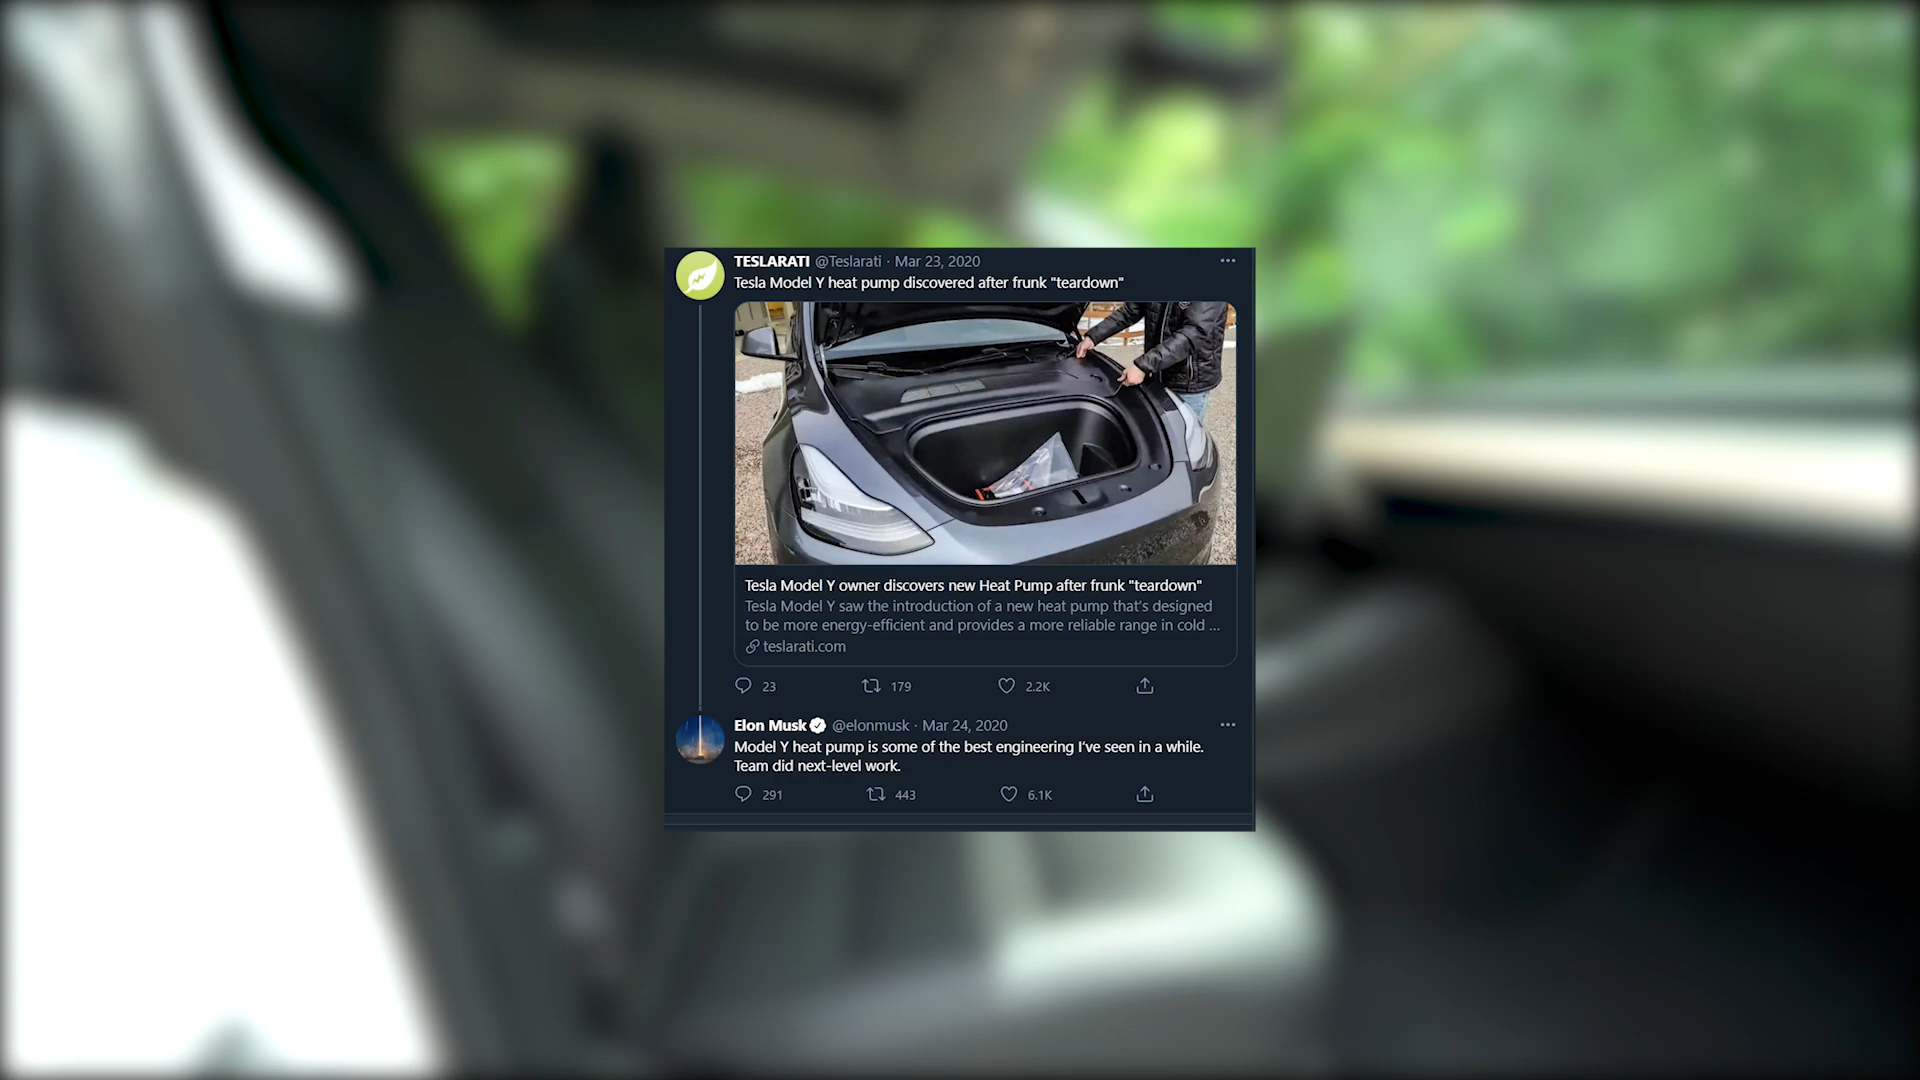 TESLARATI @Teslarati · Mar 23, 2020
Tesla Model Y heat pump discovered after frunk "teardown"
Tesla Model Y owner discovers new Heat Pump after frunk "teardown"
Tesla Model Y saw the introduction of a new heat pump that's designed
to be more energy-efficient and provides a more reliable range in cold ...
teslarati.com
23 179 2.2K
Elon Musk @elonmusk · Mar 24, 2020
Model Y heat pump is some of the best engineering I've seen in a while.
Team did next-level work.
291 443 6.1K